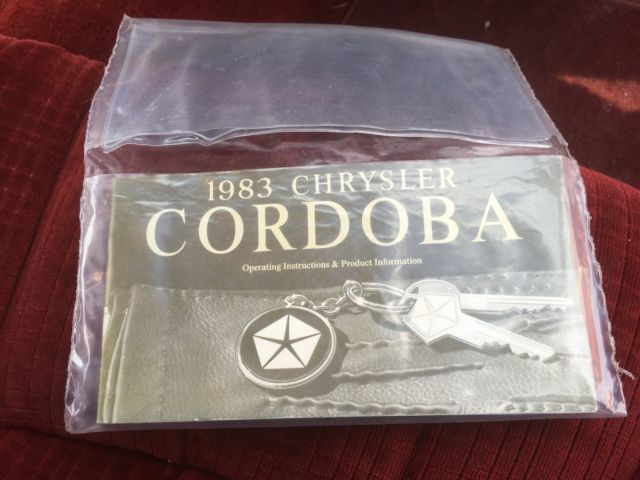 1983 CHRYSLER
CORDOBA
Operating Instructions & Product Information